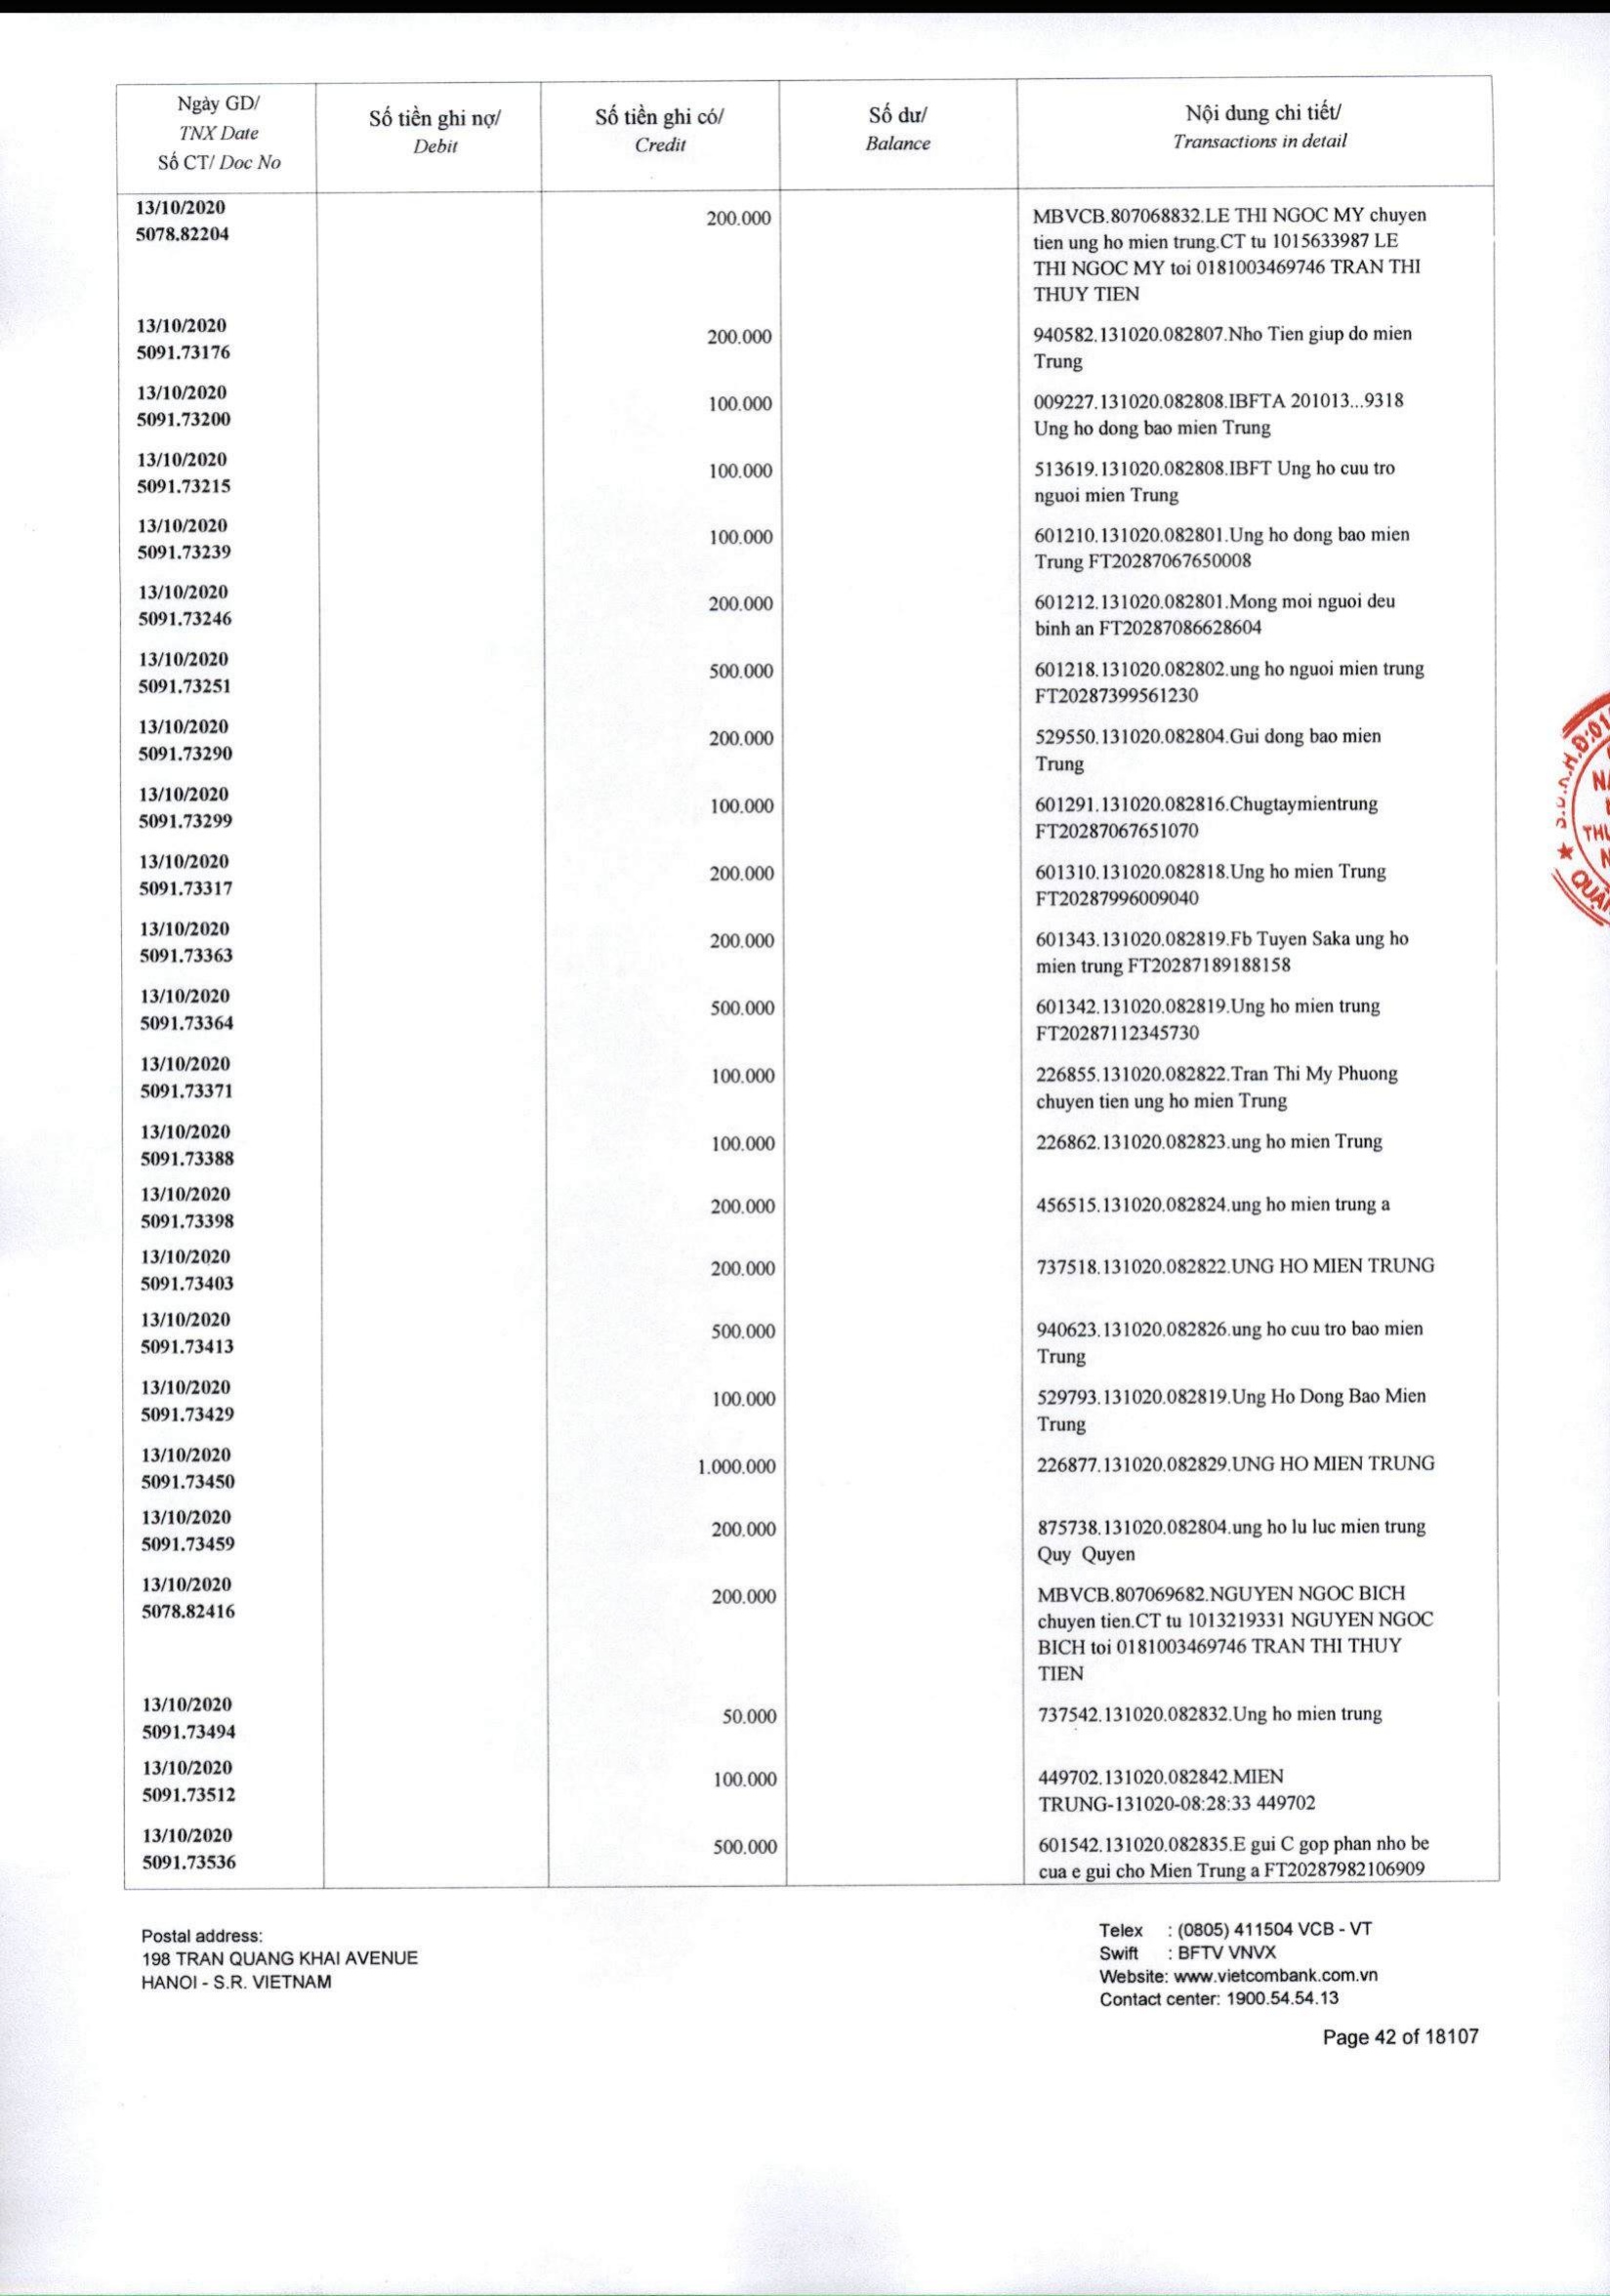 Ngày GD/
TNX Date
Số CT/ Doc No
Số tiền ghi nợ/
Debit
Số tiền ghi có/
Credit
Số dư/
Balance
Nội dung chi tiết/
Transactions in detail
13/10/2020
5078.82204
200.000
MBVCB.807068832.LE THI NGOC MY chuyen
tien ung ho mien trung.CT tu 1015633987 LE
THI NGOC MY toi 0181003469746 TRAN THI
THUY TIEN
13/10/2020
5091.73176
200.000
940582.131020.082807.Nho Tien giup do mien
Trung
13/10/2020
5091.73200
100.000
009227.131020.082808.IBFTA 201013...9318
Ung ho dong bao mien Trung
13/10/2020
5091.73215
100.000
513619.131020.082808.IBFT Ung ho cuu tro
nguoi mien Trung
13/10/2020
5091.73239
100.000
601210.131020.082801.Ung ho dong bao mien
Trung FT20287067650008
13/10/2020
5091.73246
200.000
601212.131020.082801.Mong moi nguoi deu
binh an FT20287086628604
13/10/2020
5091.73251
500.000
601218.131020.082802.ung ho nguoi mien trung
FT20287399561230
13/10/2020
5091.73290
200.000
529550.131020.082804.Gui dong bao mien
Trung
13/10/2020
5091.73299
100.000
601291.131020.082816.Chugtaymientrung
FT20287067651070
13/10/2020
5091.73317
200.000
601310.131020.082818.Ung ho mien Trung
FT20287996009040
13/10/2020
5091.73363
200.000
601343.131020.082819.Fb Tuyen Saka ung ho
mien trung FT20287189188158
13/10/2020
5091.73364
500.000
601342.131020.082819.Ung ho mien trung
FT20287112345730
13/10/2020
5091.73371
100.000
226855.131020.082822.Tran Thi My Phuong
chuyen tien ung ho mien Trung
13/10/2020
5091.73388
100.000
226862.131020.082823.ung ho mien Trung
13/10/2020
5091.73398
200.000
456515.131020.082824.ung ho mien trung a
13/10/2020
5091.73403
200.000
737518.131020.082822.UNG HO MIEN TRUNG
13/10/2020
5091.73413
500.000
940623.131020.082826.ung ho cuu tro bao mien
Trung
13/10/2020
5091.73429
100.000
529793.131020.082819.Ung Ho Dong Bao Mien
Trung
13/10/2020
5091.73450
1.000.000
226877.131020.082829.UNG HO MIEN TRUNG
13/10/2020
5091.73459
200.000
875738.131020.082804.ung ho lu luc mien trung
Quy Quyen
13/10/2020
5078.82416
200.000
MBVCB.807069682.NGUYEN NGOC BICH
chuyen tien.CT tu 1013219331 NGUYEN NGOC
BICH toi 0181003469746 TRAN THI THUY
TIEN
13/10/2020
5091.73494
50.000
737542.131020.082832.Ung ho mien trung
13/10/2020
5091.73512
100.000
449702.131020.082842.MIEN
TRUNG-131020-08:28:33 449702
13/10/2020
5091.73536
500.000
601542.131020.082835.E gui C gop phan nho be
cua e gui cho Mien Trung a FT20287982106909
Postal address:
198 TRAN QUANG KHAI AVENUE
HANOI - S.R. VIETNAM
Telex : (0805) 411504 VCB - VT
Swift : BFTV VNVX
Website: www.vietcombank.com.vn
Contact center: 1900.54.54.13
Page 42 of 18107